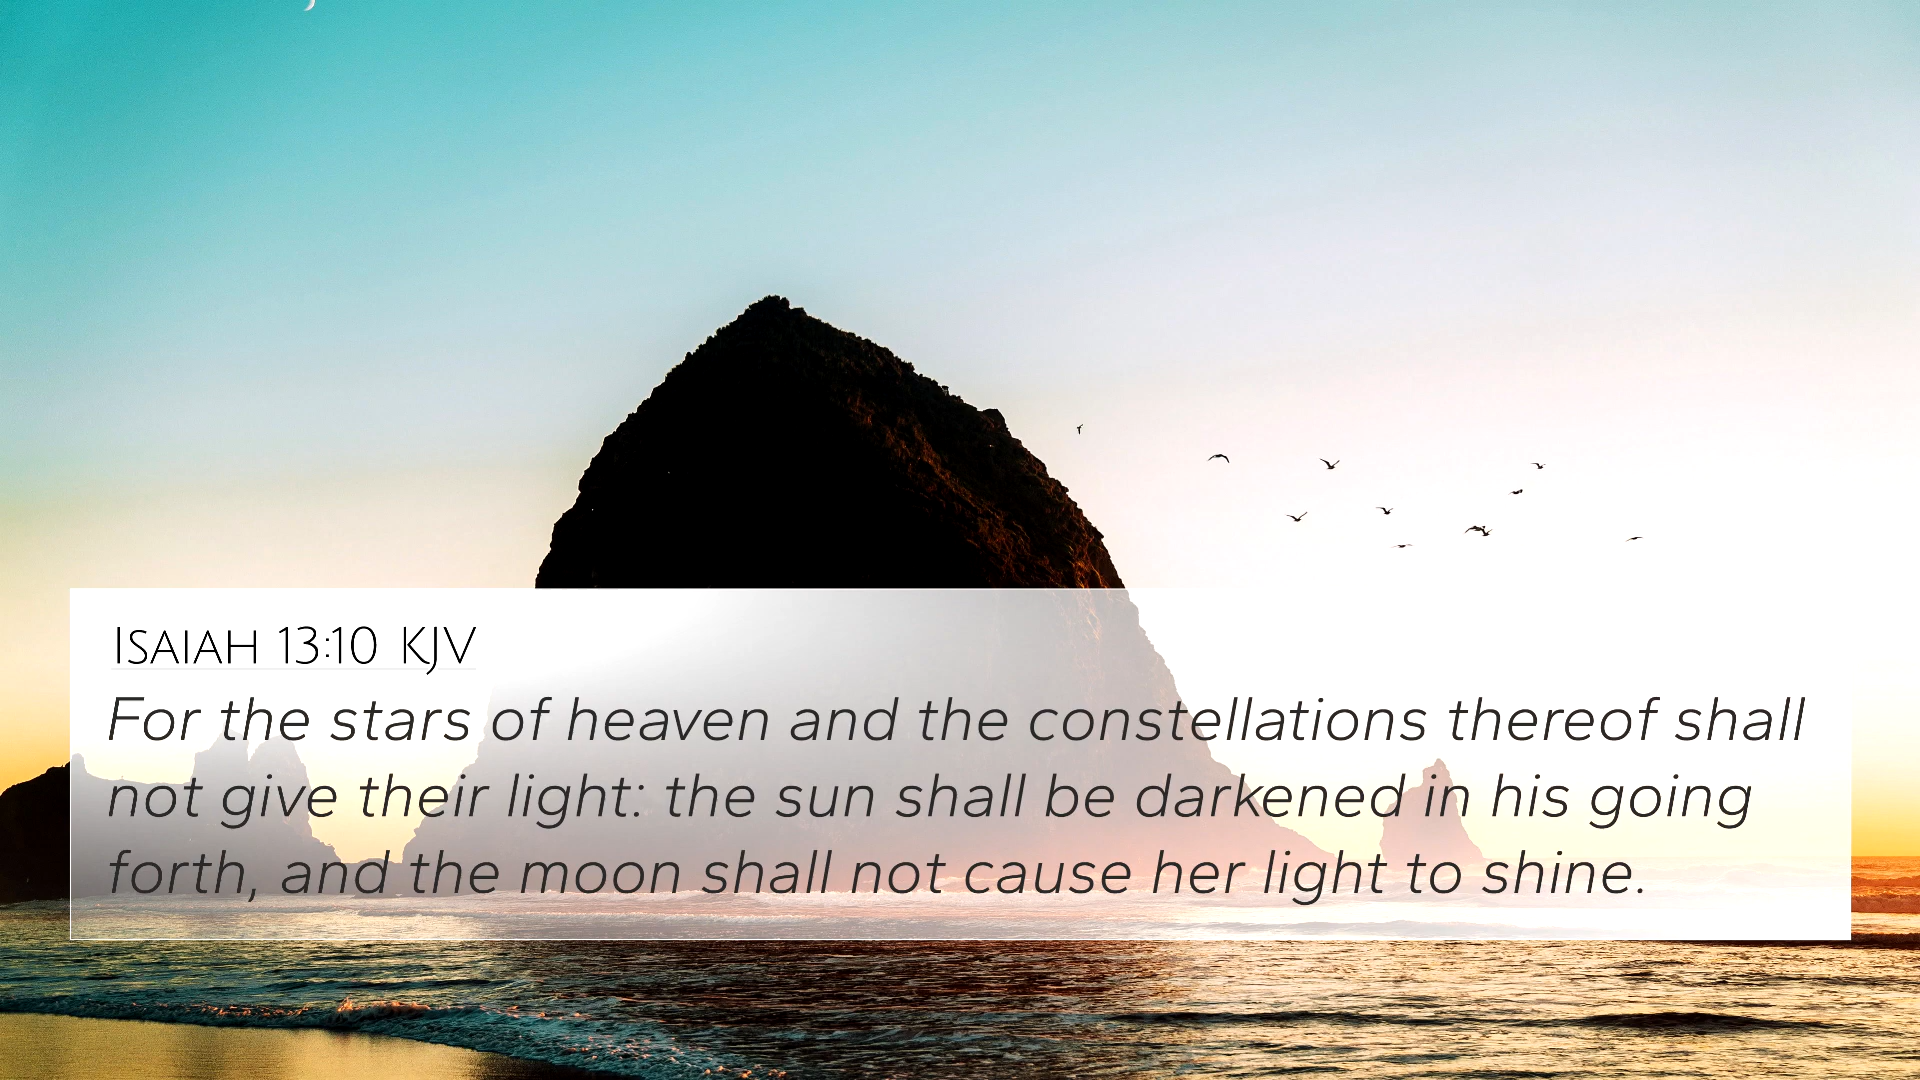 Isaiah 13:10 KJV
For the stars of heaven and the constellations thereof shall
not give their light: the sun shall be darkened in his going
forth, and the moon shall not cause her light to shine.